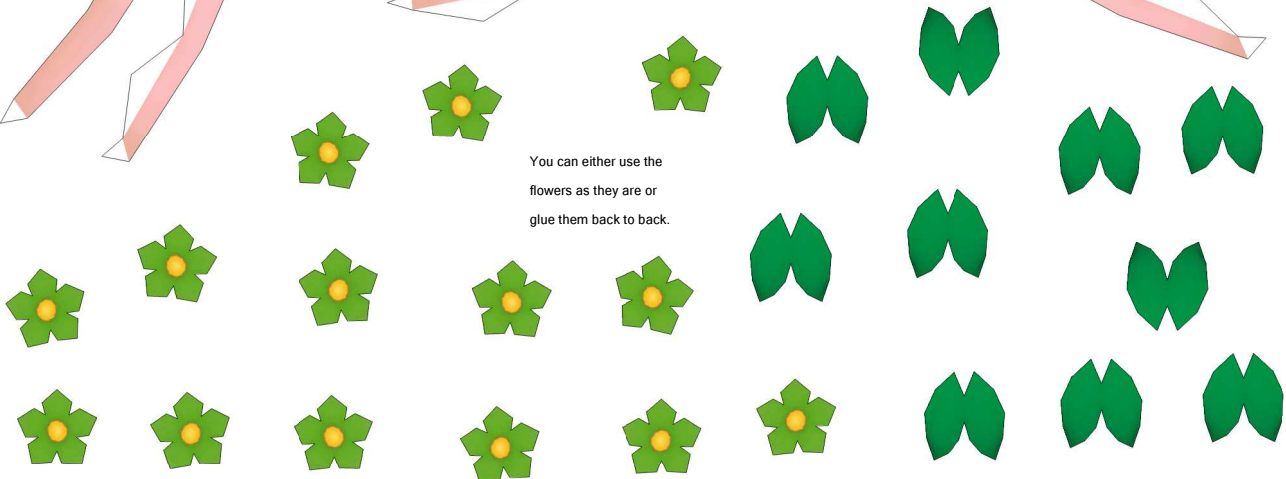 You can either use the
flowers as they are or
glue them back to back.